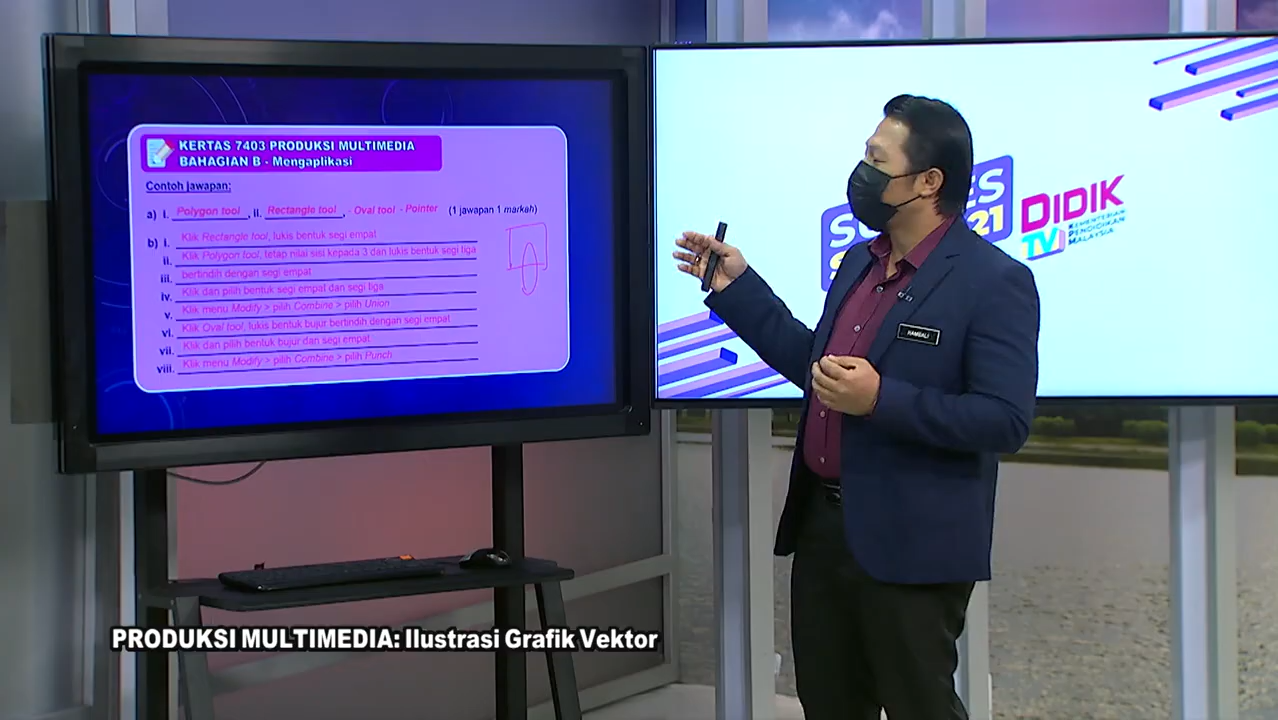 KERTAS 7403 PRODUKSI MULTIMEDIA
BAHAGIAN B - Mengaplikasi
Contoh jawapan:
a) i. Polygon tool, ii. Rectangle tool, - Oval tool - Pointer (1 jawapan 1 markah)
b) i. Klik Rectangle tool, lukis bentuk segi empat
ii. Klik Polygon tool, tetap nilai sisi kepada 3 dan lukis bentuk segi tiga
iii. bertindih dengan segi empat
iv. Klik dan pilih bentuk segi empat dan segi tiga
v. Klik menu Modify > pilih Combine > pilih Union
vi. Klik Oval tool, lukis bentuk bujur bertindih dengan segi empat
vii. Klik dan pilih bentuk bujur dan segi empat
viii. Klik menu Modify > pilih Combine > pilih Punch
ES
21
DIDIK
TV
KEMENTERIAN
PENDIDIKAN
MALAYSIA
HAMBALI
PRODUKSI MULTIMEDIA: Ilustrasi Grafik Vektor